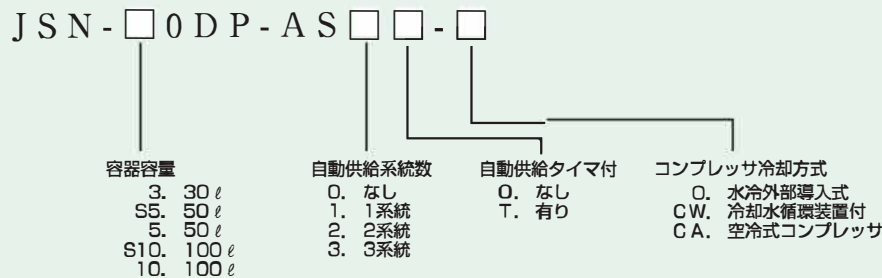 JSN-□0DP-AS□□-□
容器容量
3. 30ℓ
S5. 50ℓ
5. 50ℓ
S10. 100ℓ
10. 100ℓ
自動供給系統数
0. なし
1. 1系統
2. 2系統
3. 3系統
自動供給タイマ付
O. なし
T. 有り
コンプレッサ冷却方式
O. 水冷外部導入式
CW. 冷却水循環装置付
CA. 空冷式コンプレッサ